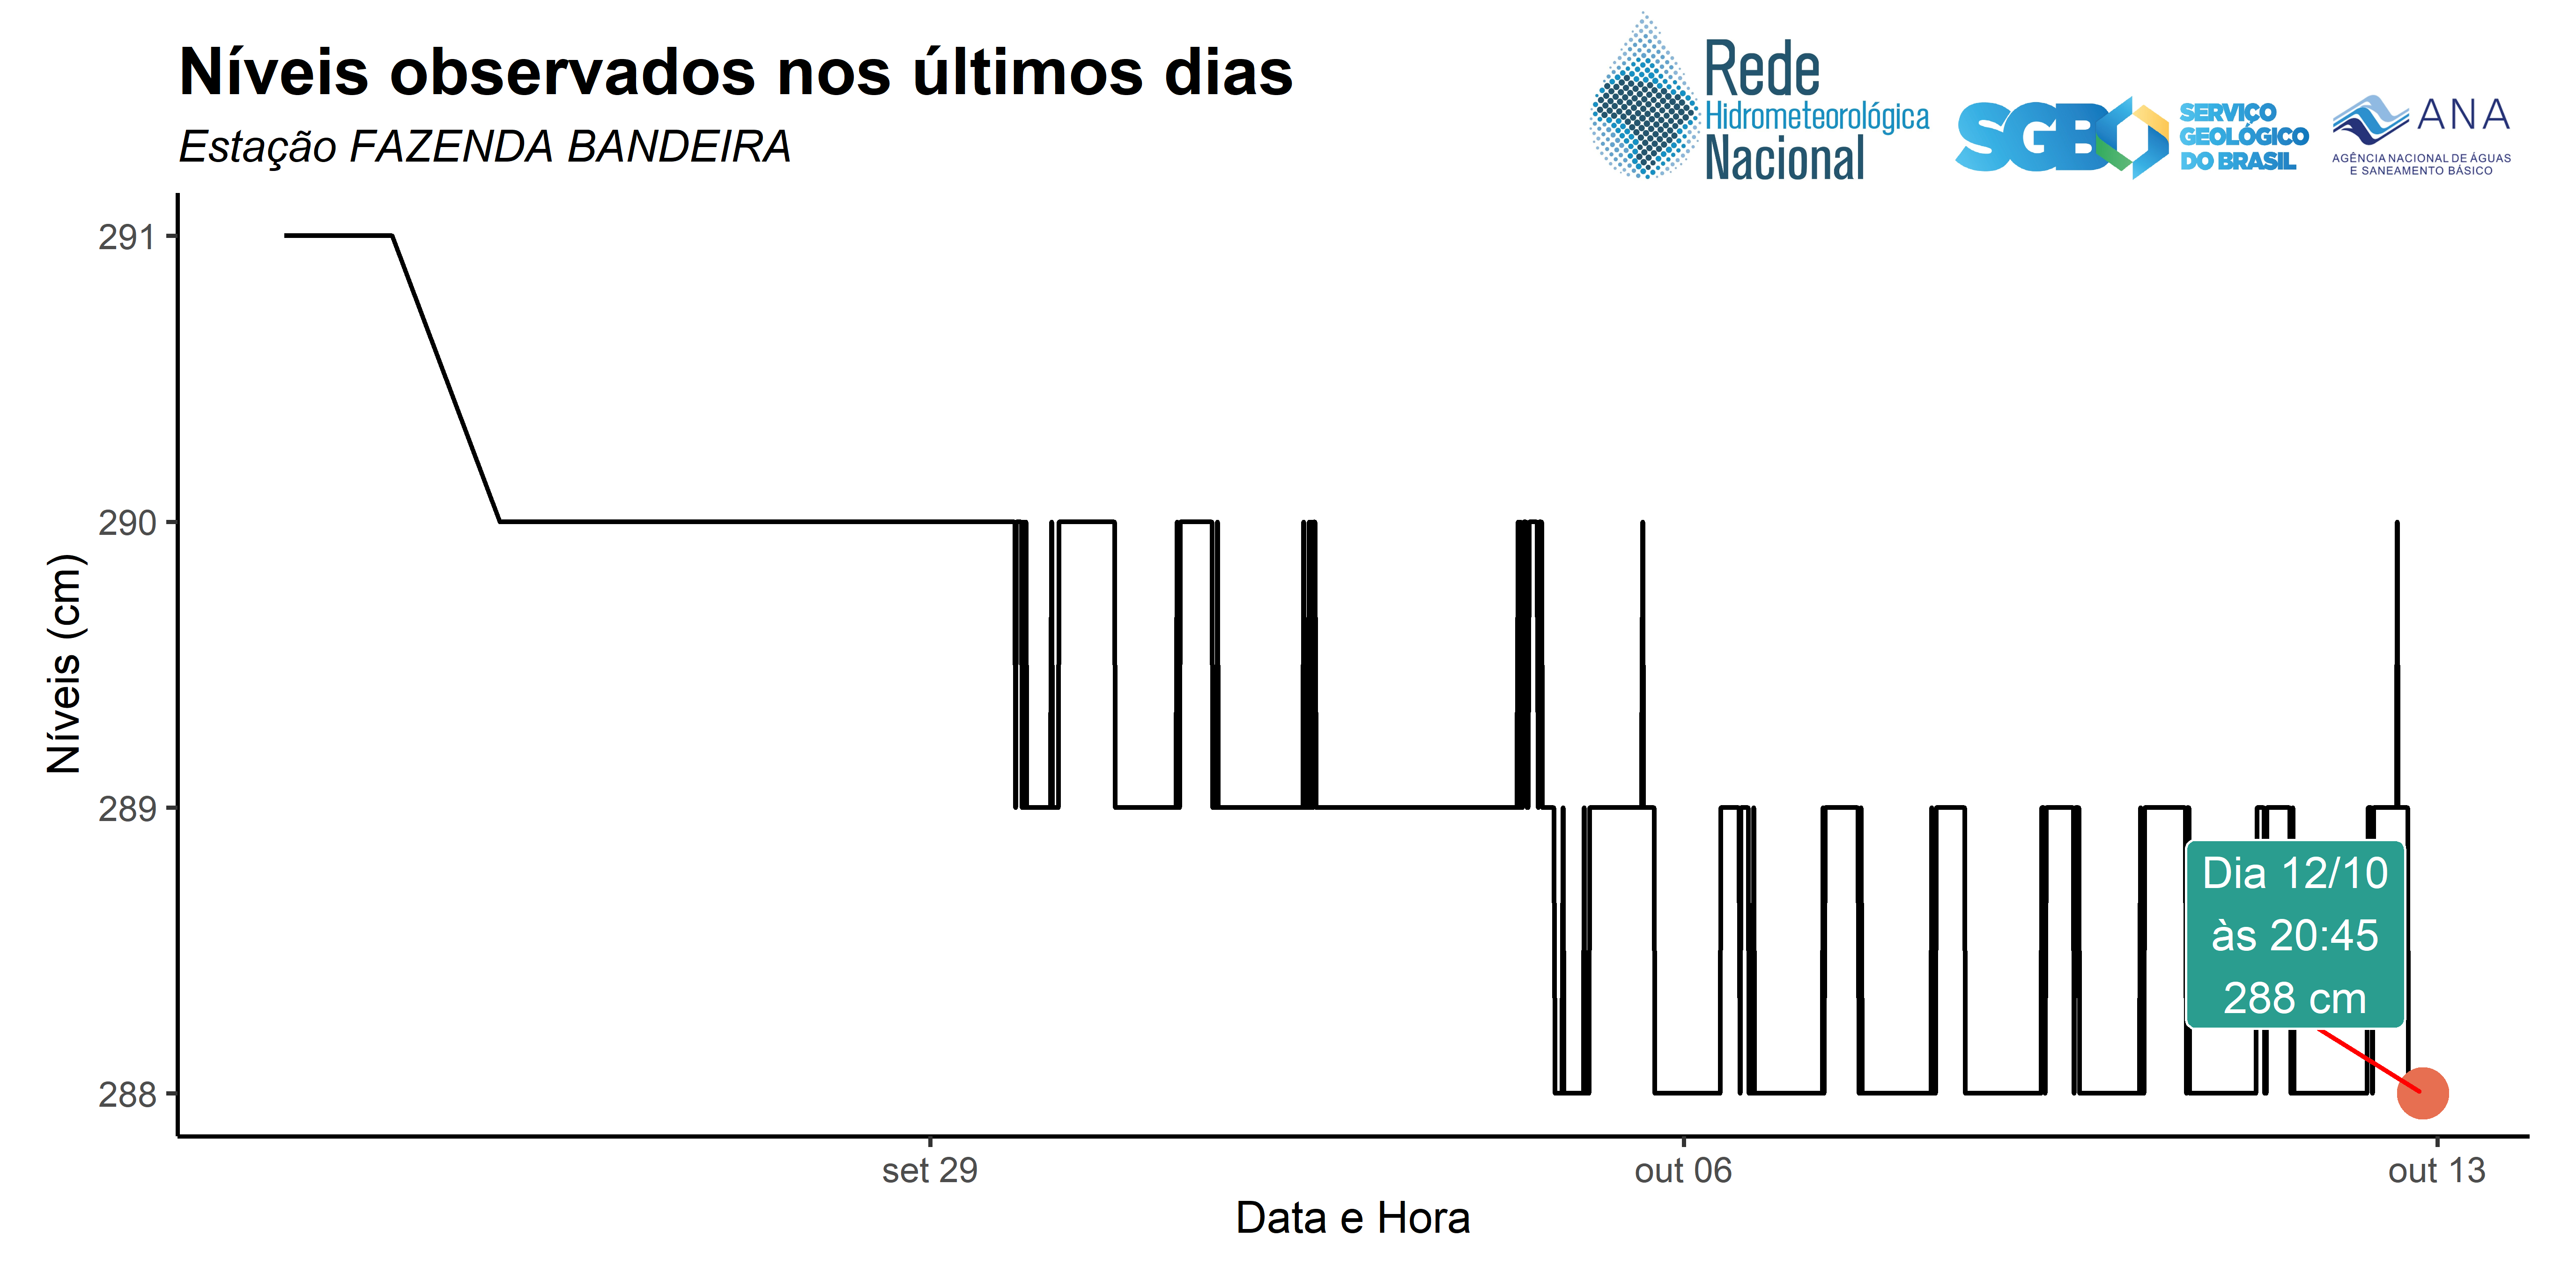 Níveis observados nos últimos dias
Estação FAZENDA BANDEIRA
Rede
Hidrometeorológica
Nacional
SGB
SERVIÇO
GEOLÓGICO
DO BRASIL
ANA
AGÊNCIA NACIONAL DE ÁGUAS
E SANEAMENTO BÁSICO
Níveis (cm)
291
290
289
288
Dia 12/10
às 20:45
288 cm
set 29
out 06
out 13
Data e Hora